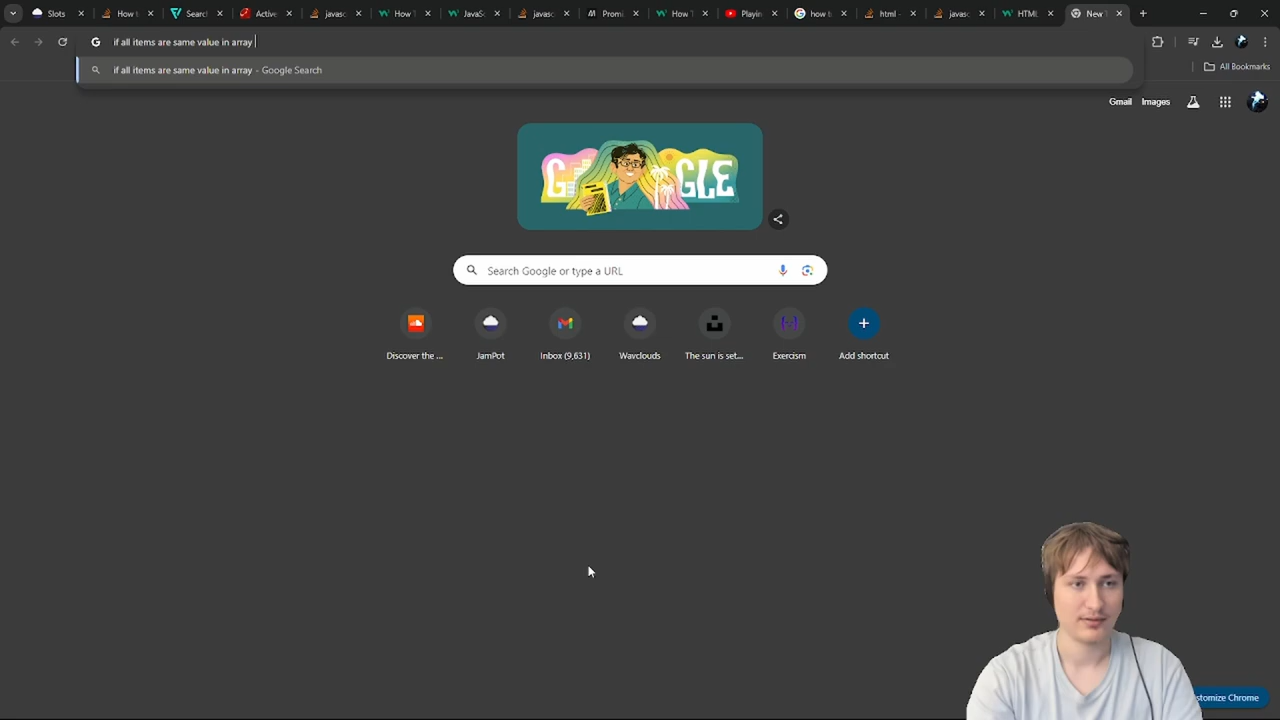 Slots
How t
Search
Active
javasc
How T
JavaSc
javasc
Promi
How T
Playin
how to
html -
javasc
HTML
New T
if all items are same value in array
if all items are same value in array - Google Search
All Bookmarks
Gmail
Images
G GLE
Search Google or type a URL
Discover the ...
JamPot
Inbox (9,631)
Wavclouds
The sun is set...
Exercism
Add shortcut
stomize Chrome